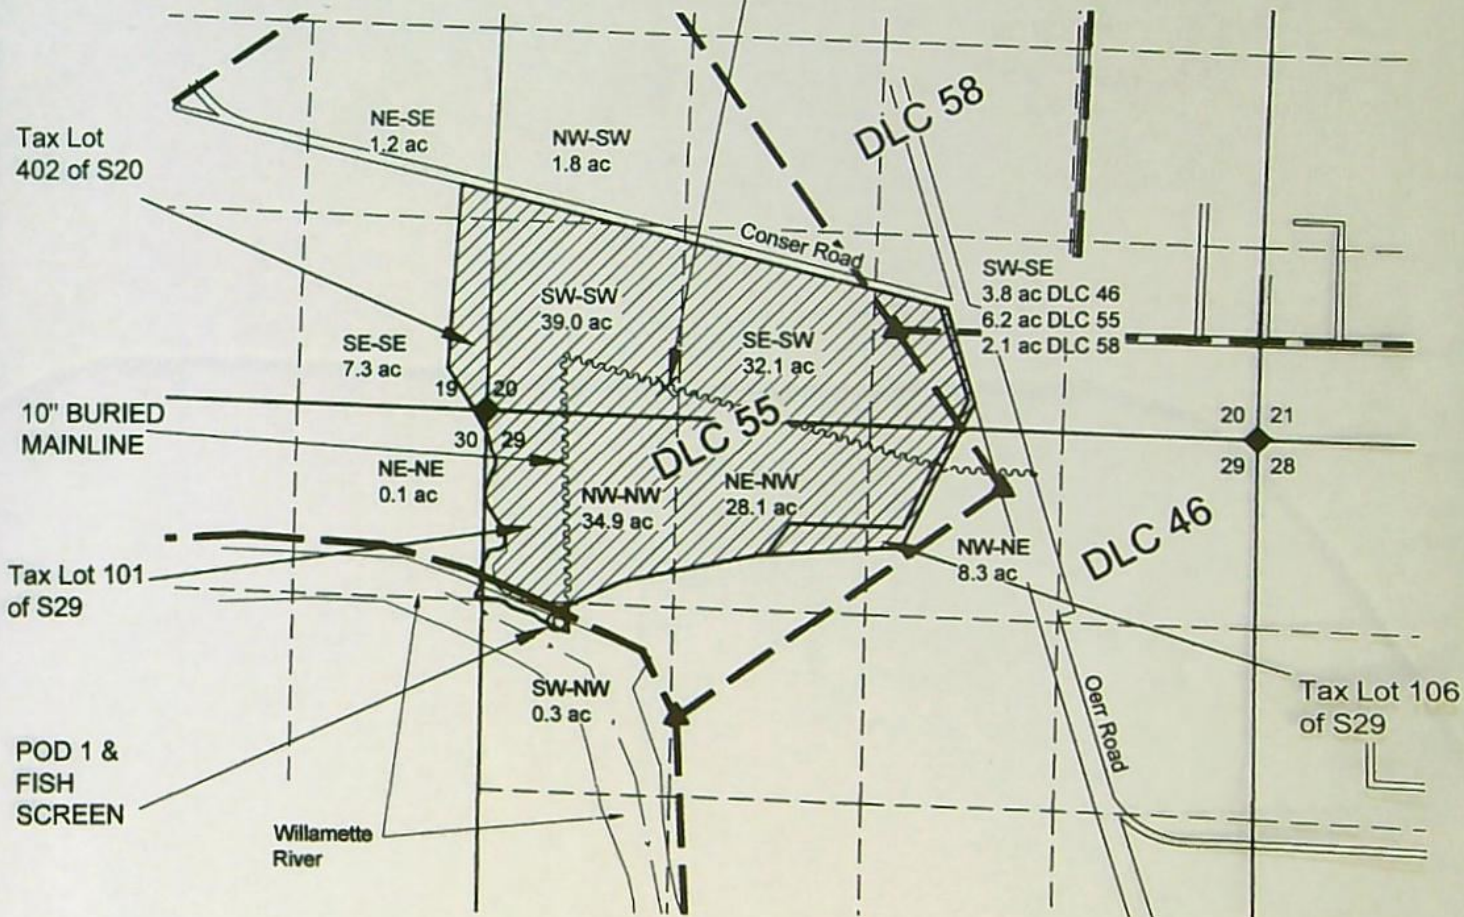 DLC 58
NE-SE
1.2 ac
NW-SW
1.8 ac
Tax Lot
402 of S20
Conser Road
SW-SE
3.8 ac DLC 46
6.2 ac DLC 55
2.1 ac DLC 58
SW-SW
39.0 ac
SE-SW
32.1 ac
SE-SE
7.3 ac
19 20
30 29
20 21
29 28
10" BURIED
MAINLINE
DLC 55
NE-NE
0.1 ac
NW-NW
34.9 ac
NE-NW
28.1 ac
DLC 46
NW-NE
8.3 ac
Tax Lot 101
of S29
SW-NW
0.3 ac
Oerr Road
Tax Lot 106
of S29
POD 1 &
FISH
SCREEN
Willamette
River